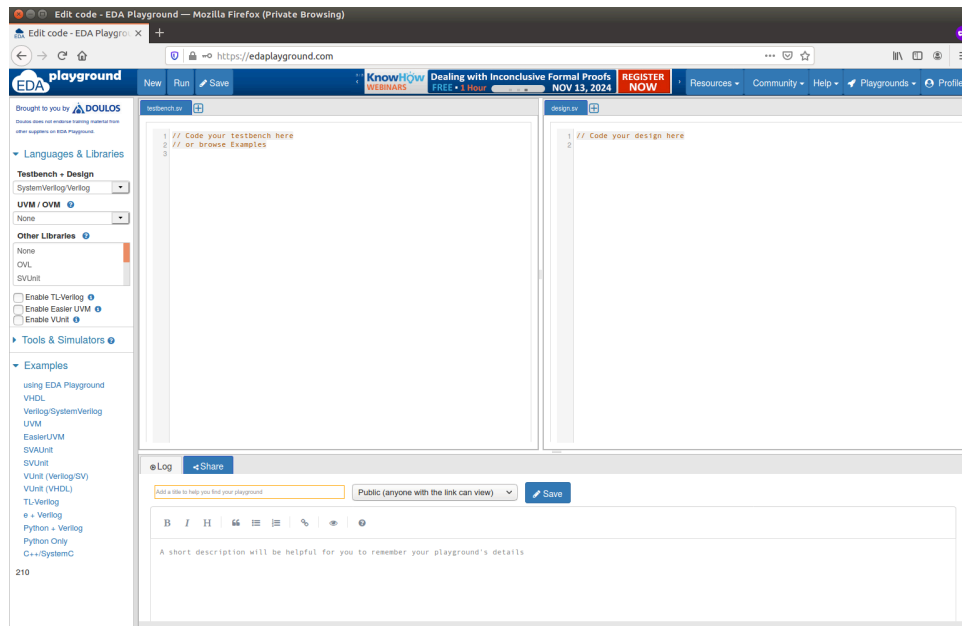 Edit code - EDA Playground — Mozilla Firefox (Private Browsing)
EDA Edit code - EDA Playgrou
https://edaplayground.com
EDA playground
New Run Save
KnowHow WEBINARS
Dealing with Inconclusive Formal Proofs
FREE • 1 Hour NOV 13, 2024
REGISTER NOW
Resources Community Help Playgrounds Profile
Brought to you by DOULOS
Doulos does not endorse training material from
other suppliers on EDA Playground.
Languages & Libraries
Testbench + Design
SystemVerilog/Verilog
UVM / OVM
None
Other Libraries
None
OVL
SVUnit
Enable TL-Verilog
Enable Easier UVM
Enable VUnit
Tools & Simulators
Examples
using EDA Playground
VHDL
Verilog/SystemVerilog
UVM
EasierUVM
SVAUnit
SVUnit
VUnit (Verilog/SV)
VUnit (VHDL)
TL-Verilog
e + Verilog
Python + Verilog
Python Only
C++/SystemC
210
testbench.sv
1 // Code your testbench here
2 // or browse Examples
3
design.sv
1 // Code your design here
2
Log Share
Add a title to help you find your playground
Public (anyone with the link can view)
Save
B I H
A short description will be helpful for you to remember your playground's details